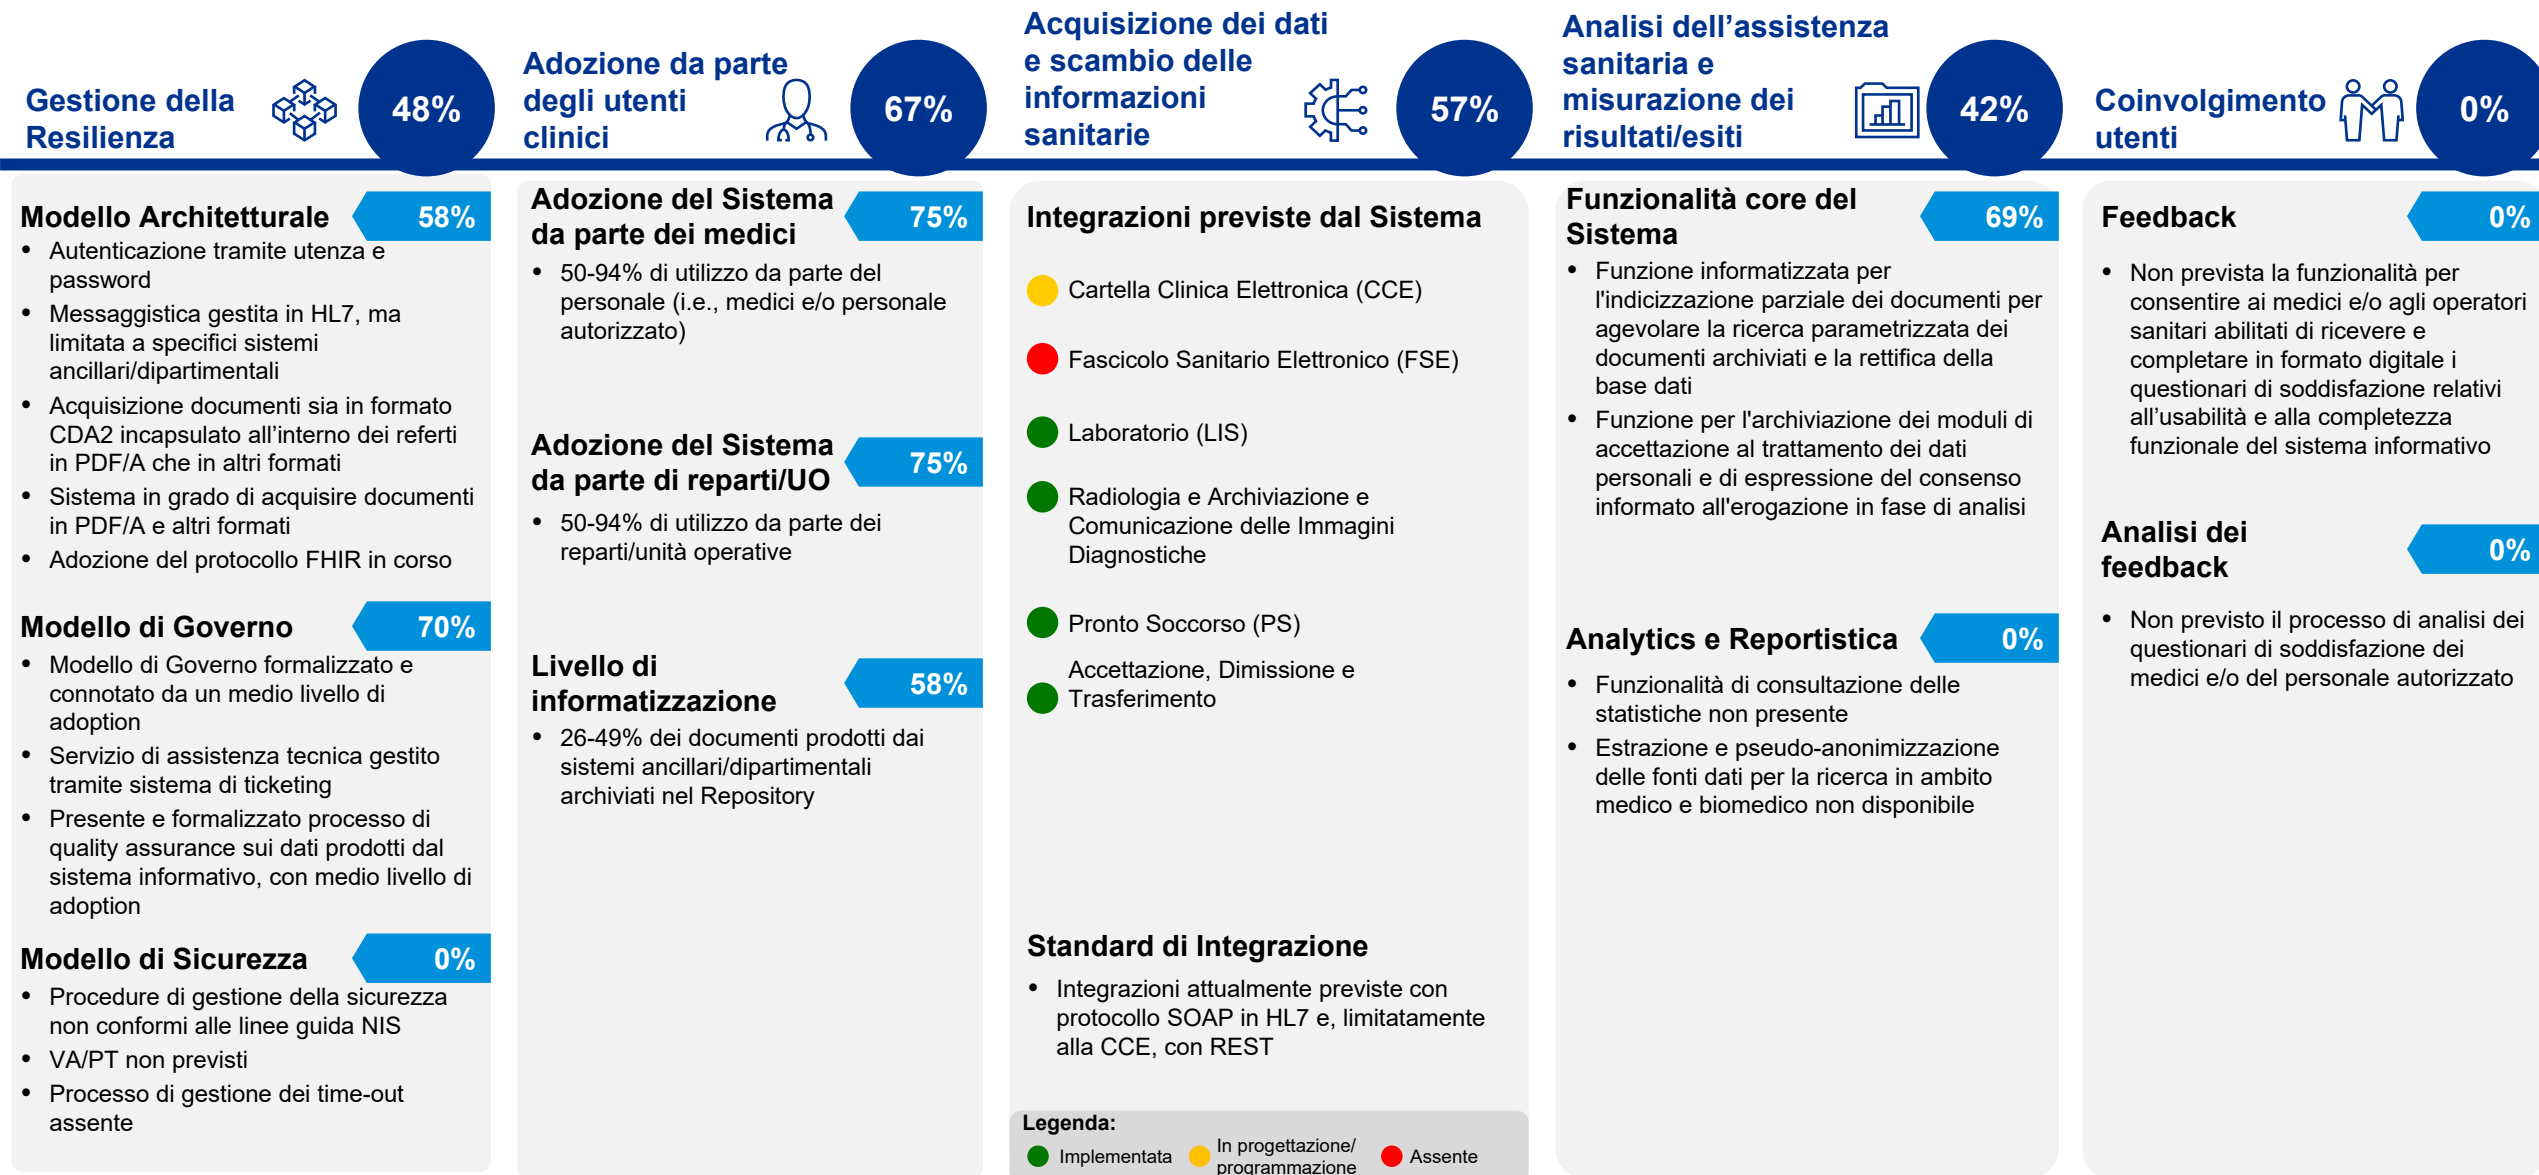 Gestione della
Resilienza
48%
Adozione da parte
degli utenti
clinici
67%
Acquisizione dei dati
e scambio delle
informazioni
sanitarie
57%
Analisi dell’assistenza
sanitaria e
misurazione dei
risultati/esiti
42%
Coinvolgimento
utenti
0%
Modello Architetturale
58%
• Autenticazione tramite utenza e
password
• Messaggistica gestita in HL7, ma
limitata a specifici sistemi
ancillari/dipartimentali
• Acquisizione documenti sia in formato
CDA2 incapsulato all’interno dei referti
in PDF/A che in altri formati
• Sistema in grado di acquisire documenti
in PDF/A e altri formati
• Adozione del protocollo FHIR in corso
Modello di Governo
70%
• Modello di Governo formalizzato e
connotato da un medio livello di
adoption
• Servizio di assistenza tecnica gestito
tramite sistema di ticketing
• Presente e formalizzato processo di
quality assurance sui dati prodotti dal
sistema informativo, con medio livello di
adoption
Modello di Sicurezza
0%
• Procedure di gestione della sicurezza
non conformi alle linee guida NIS
• VA/PT non previsti
• Processo di gestione dei time-out
assente
Adozione del Sistema
da parte dei medici
75%
• 50-94% di utilizzo da parte del
personale (i.e., medici e/o personale
autorizzato)
Adozione del Sistema
da parte di reparti/UO
75%
• 50-94% di utilizzo da parte dei
reparti/unità operative
Livello di
informatizzazione
58%
• 26-49% dei documenti prodotti dai
sistemi ancillari/dipartimentali
archiviati nel Repository
Integrazioni previste dal Sistema
Cartella Clinica Elettronica (CCE)
Fascicolo Sanitario Elettronico (FSE)
Laboratorio (LIS)
Radiologia e Archiviazione e
Comunicazione delle Immagini
Diagnostiche
Pronto Soccorso (PS)
Accettazione, Dimissione e
Trasferimento
Standard di Integrazione
• Integrazioni attualmente previste con
protocollo SOAP in HL7 e, limitatamente
alla CCE, con REST
Legenda:
Implementata
In progettazione/
programmazione
Assente
Funzionalità core del
Sistema
69%
• Funzione informatizzata per
l'indicizzazione parziale dei documenti per
agevolare la ricerca parametrizzata dei
documenti archiviati e la rettifica della
base dati
• Funzione per l'archiviazione dei moduli di
accettazione al trattamento dei dati
personali e di espressione del consenso
informato all'erogazione in fase di analisi
Analytics e Reportistica
0%
• Funzionalità di consultazione delle
statistiche non presente
• Estrazione e pseudo-anonimizzazione
delle fonti dati per la ricerca in ambito
medico e biomedico non disponibile
Feedback
0%
• Non prevista la funzionalità per
consentire ai medici e/o agli operatori
sanitari abilitati di ricevere e
completare in formato digitale i
questionari di soddisfazione relativi
all’usabilità e alla completezza
funzionale del sistema informativo
Analisi dei
feedback
0%
• Non previsto il processo di analisi dei
questionari di soddisfazione dei
medici e/o del personale autorizzato